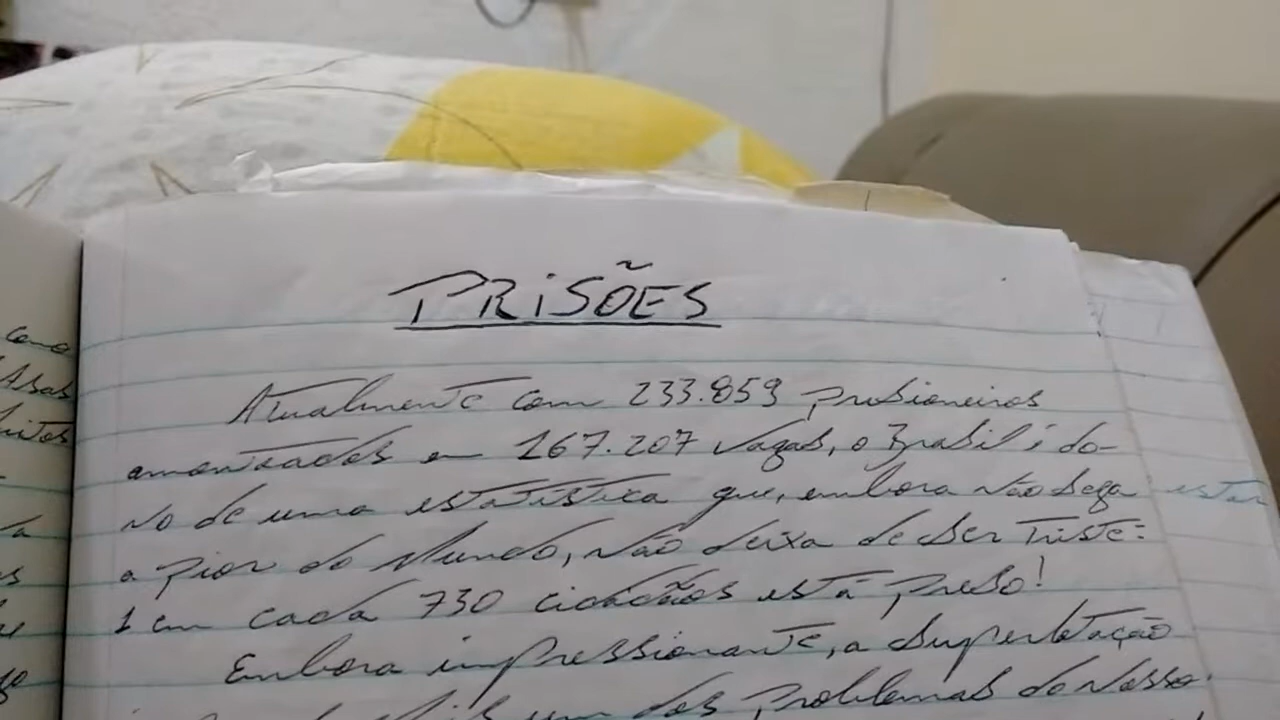 PRISÕES
Atualmente com 233.859 prisioneiros
amontoados em 167.207 vagas, o Brasil é do-
no de uma estatística que, embora não seja
a pior do Mundo, não deixa de ser triste:
1 em cada 730 cidadãos está preso!
Embora impressionante, a superlotação
um dos problemas do nosso